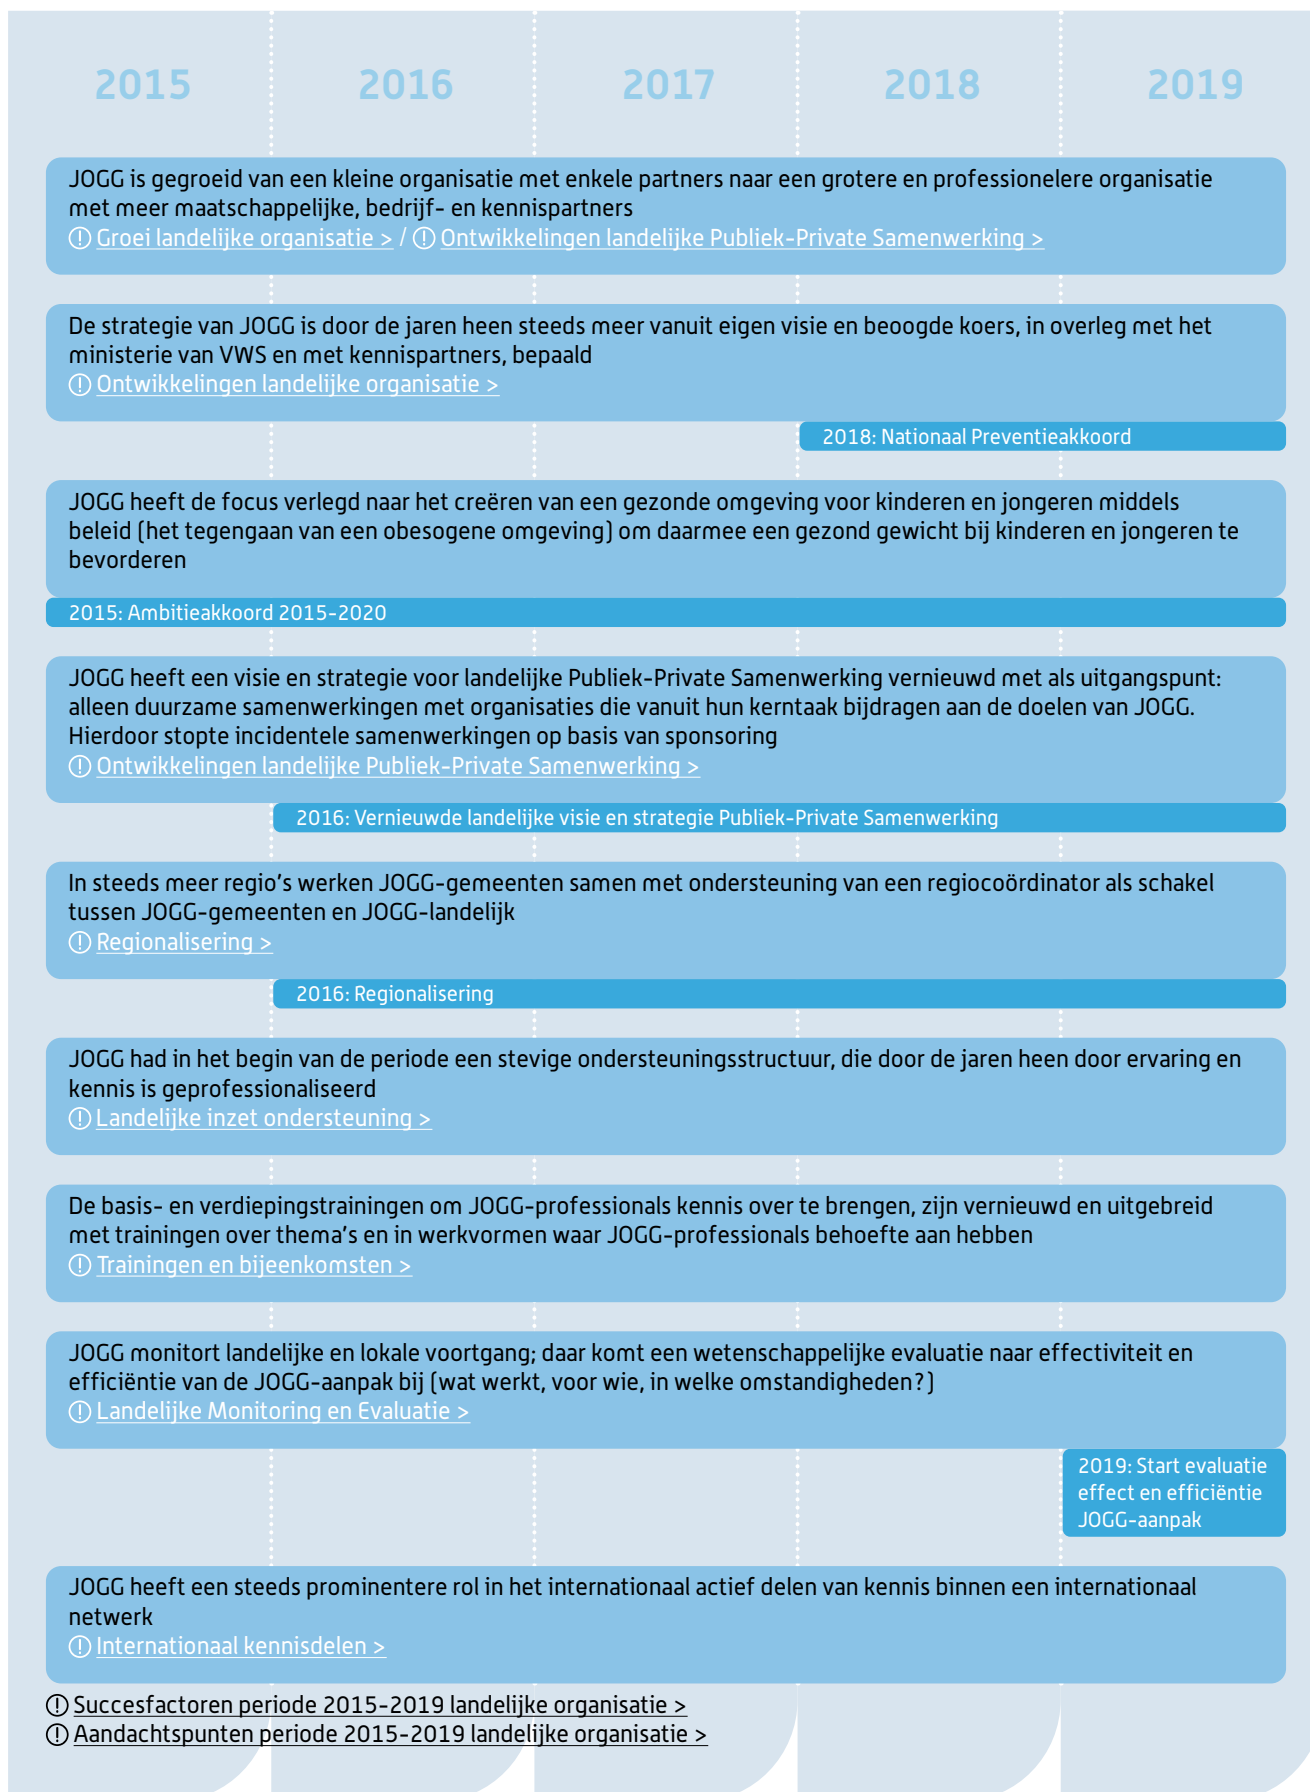 2015 2016 2017 2018 2019
JOGG is gegroeid van een kleine organisatie met enkele partners naar een grotere en professionelere organisatie
met meer maatschappelijke, bedrijf- en kennispartners
Groei landelijke organisatie > / Ontwikkelingen landelijke Publiek-Private Samenwerking >
De strategie van JOGG is door de jaren heen steeds meer vanuit eigen visie en beoogde koers, in overleg met het
ministerie van VWS en met kennispartners, bepaald
Ontwikkelingen landelijke organisatie >
2018: Nationaal Preventieakkoord
JOGG heeft de focus verlegd naar het creëren van een gezonde omgeving voor kinderen en jongeren middels
beleid (het tegengaan van een obesogene omgeving) om daarmee een gezond gewicht bij kinderen en jongeren te
bevorderen
2015: Ambitieakkoord 2015-2020
JOGG heeft een visie en strategie voor landelijke Publiek-Private Samenwerking vernieuwd met als uitgangspunt:
alleen duurzame samenwerkingen met organisaties die vanuit hun kerntaak bijdragen aan de doelen van JOGG.
Hierdoor stopte incidentele samenwerkingen op basis van sponsoring
Ontwikkelingen landelijke Publiek-Private Samenwerking >
2016: Vernieuwde landelijke visie en strategie Publiek-Private Samenwerking
In steeds meer regio's werken JOGG-gemeenten samen met ondersteuning van een regiocoördinator als schakel
tussen JOGG-gemeenten en JOGG-landelijk
Regionalisering >
2016: Regionalisering
JOGG had in het begin van de periode een stevige ondersteuningsstructuur, die door de jaren heen door ervaring en
kennis is geprofessionaliseerd
Landelijke inzet ondersteuning >
De basis- en verdiepingstrainingen om JOGG-professionals kennis over te brengen, zijn vernieuwd en uitgebreid
met trainingen over thema's en in werkvormen waar JOGG-professionals behoefte aan hebben
Trainingen en bijeenkomsten >
JOGG monitort landelijke en lokale voortgang; daar komt een wetenschappelijke evaluatie naar effectiviteit en
efficiëntie van de JOGG-aanpak bij (wat werkt, voor wie, in welke omstandigheden?)
Landelijke Monitoring en Evaluatie >
2019: Start evaluatie
effect en efficiëntie
JOGG-aanpak
JOGG heeft een steeds prominentere rol in het internationaal actief delen van kennis binnen een internationaal
netwerk
Internationaal kennisdelen >
Succesfactoren periode 2015-2019 landelijke organisatie >
Aandachtspunten periode 2015-2019 landelijke organisatie >